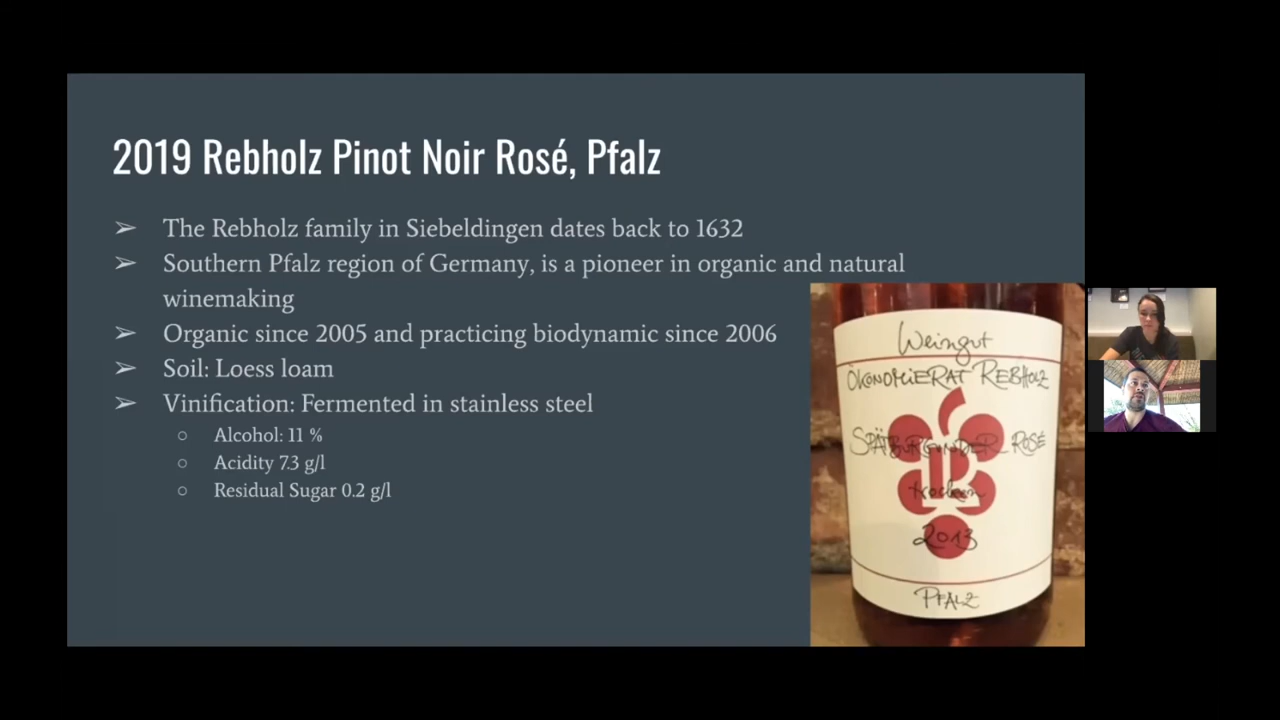 2019 Rebholz Pinot Noir Rosé, Pfalz
➢ The Rebholz family in Siebeldingen dates back to 1632
➢ Southern Pfalz region of Germany, is a pioneer in organic and natural
winemaking
➢ Organic since 2005 and practicing biodynamic since 2006
➢ Soil: Loess loam
➢ Vinification: Fermented in stainless steel
○ Alcohol: 11 %
○ Acidity 7.3 g/l
○ Residual Sugar 0.2 g/l
Weingut
ÖKONOMIERAT REBHOLZ
SPÄTBURGUNDER ROSÉ
R
trocken
2013
PFALZ